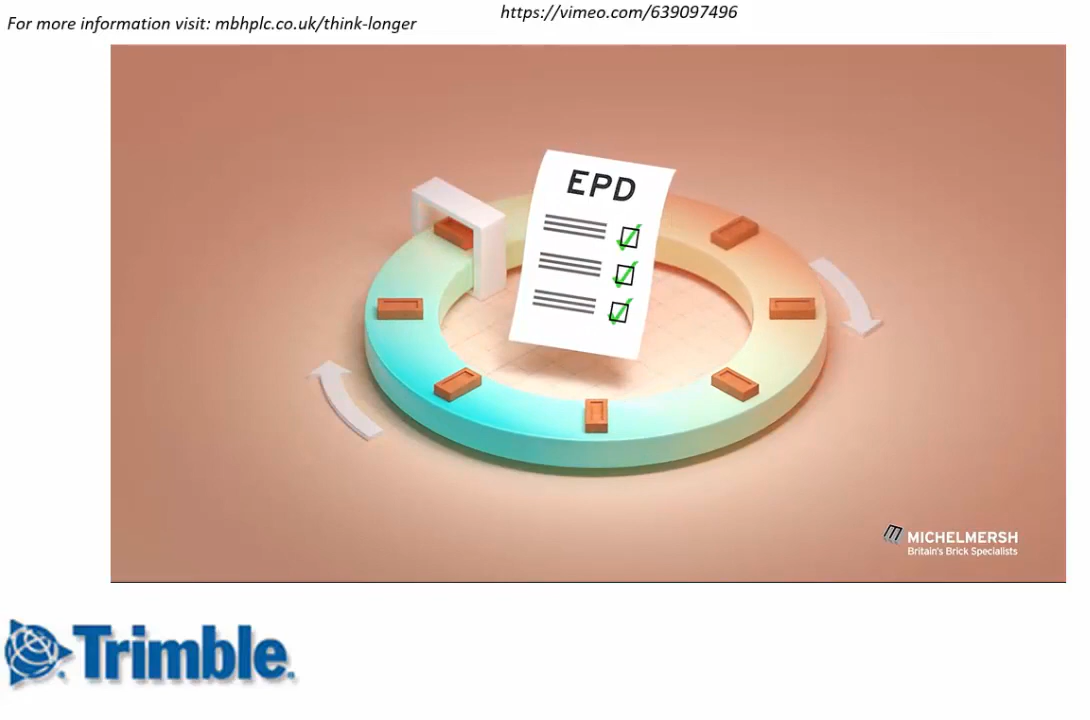 For more information visit: mbhplc.co.uk/think-longer
https://vimeo.com/639097496
EPD
MICHELMERSH
Britain's Brick Specialists
Trimble.